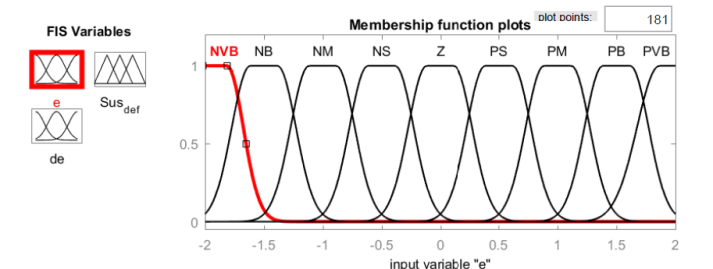 FIS Variables
Membership function plots
plot points:
181
NVB NB NM NS Z PS PM PB PVB
1
0.5
0
-2 -1.5 -1 -0.5 0 0.5 1 1.5 2
input variable "e"
e
Sus def
de